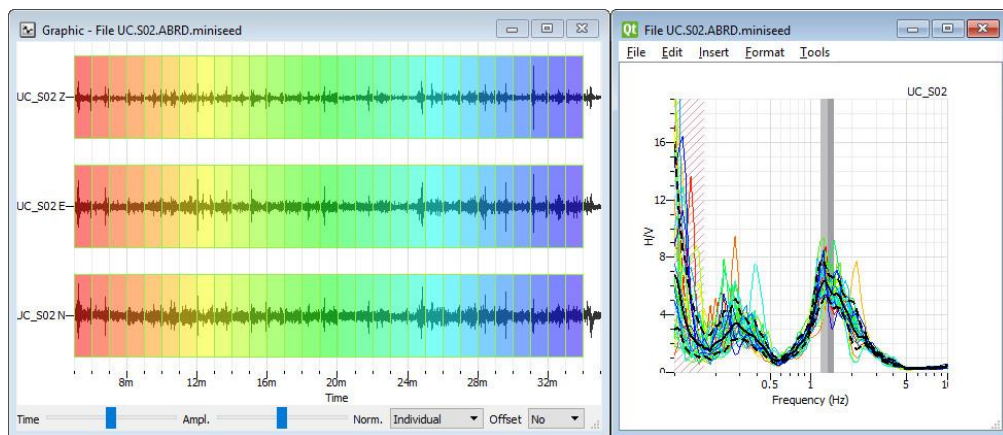 Graphic - File UC.S02.ABRD.miniseed
UC_S02 Z
UC_S02 E
UC_S02 N
8m 12m 16m 20m 24m 28m 32m
Time
Time Ampl. Norm. Individual Offset No
Qt File UC.S02.ABRD.miniseed
File Edit Insert Format Tools
UC_S02
16
12
8
4
0
H/V
0.5 1 5 1
Frequency (Hz)